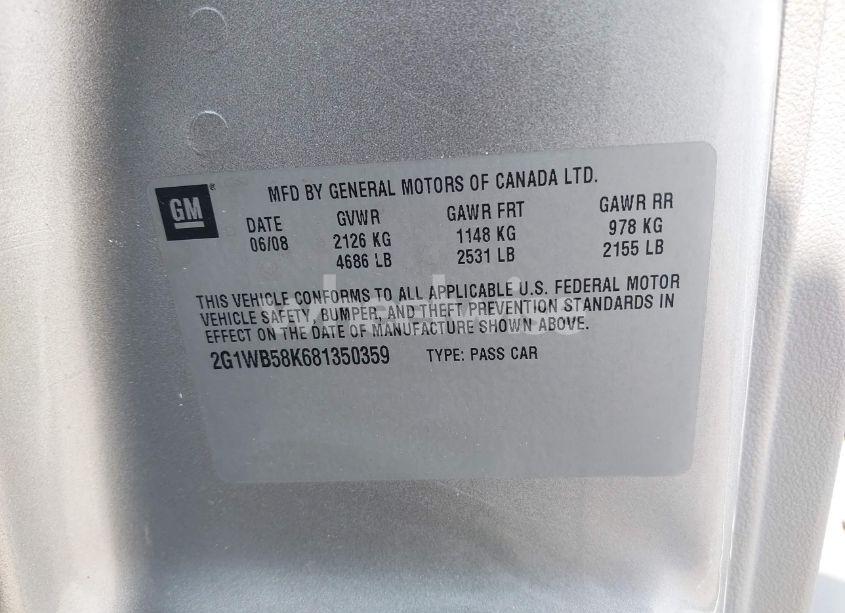 GM
MFD BY GENERAL MOTORS OF CANADA LTD.
DATE GVWR GAWR FRT GAWR RR
06/08 2126 KG 1148 KG 978 KG
4686 LB 2531 LB 2155 LB
THIS VEHICLE CONFORMS TO ALL APPLICABLE U.S. FEDERAL MOTOR
VEHICLE SAFETY, BUMPER, AND THEFT PREVENTION STANDARDS IN
EFFECT ON THE DATE OF MANUFACTURE SHOWN ABOVE.
2G1WB58K681350359 TYPE: PASS CAR